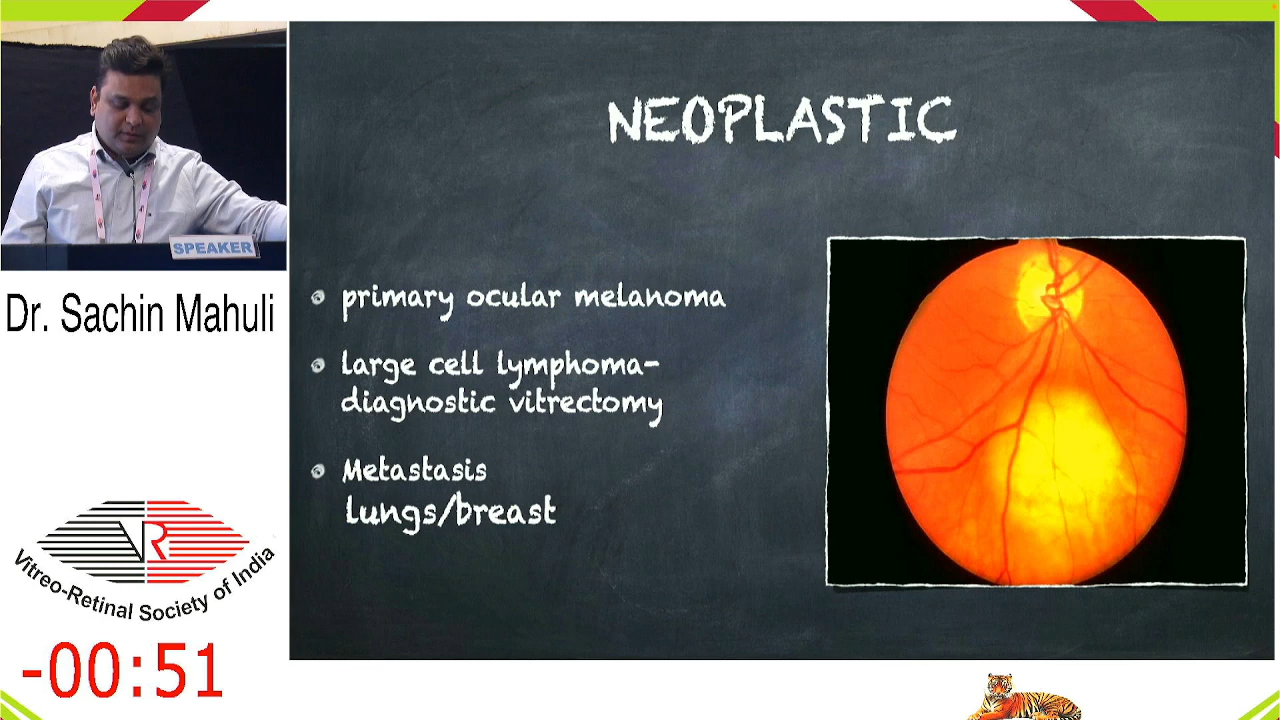 SPEAKER
Dr. Sachin Mahuli
VR
Vitreo-Retinal Society of India
-00:51
NEOPLASTIC
primary ocular melanoma
large cell lymphoma-
diagnostic vitrectomy
Metastasis
lungs/breast